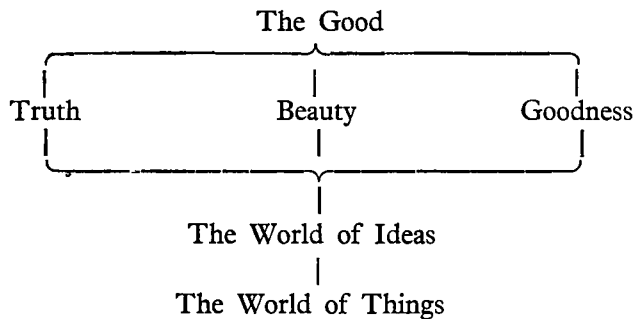 The Good
Truth Beauty Goodness
The World of Ideas
The World of Things